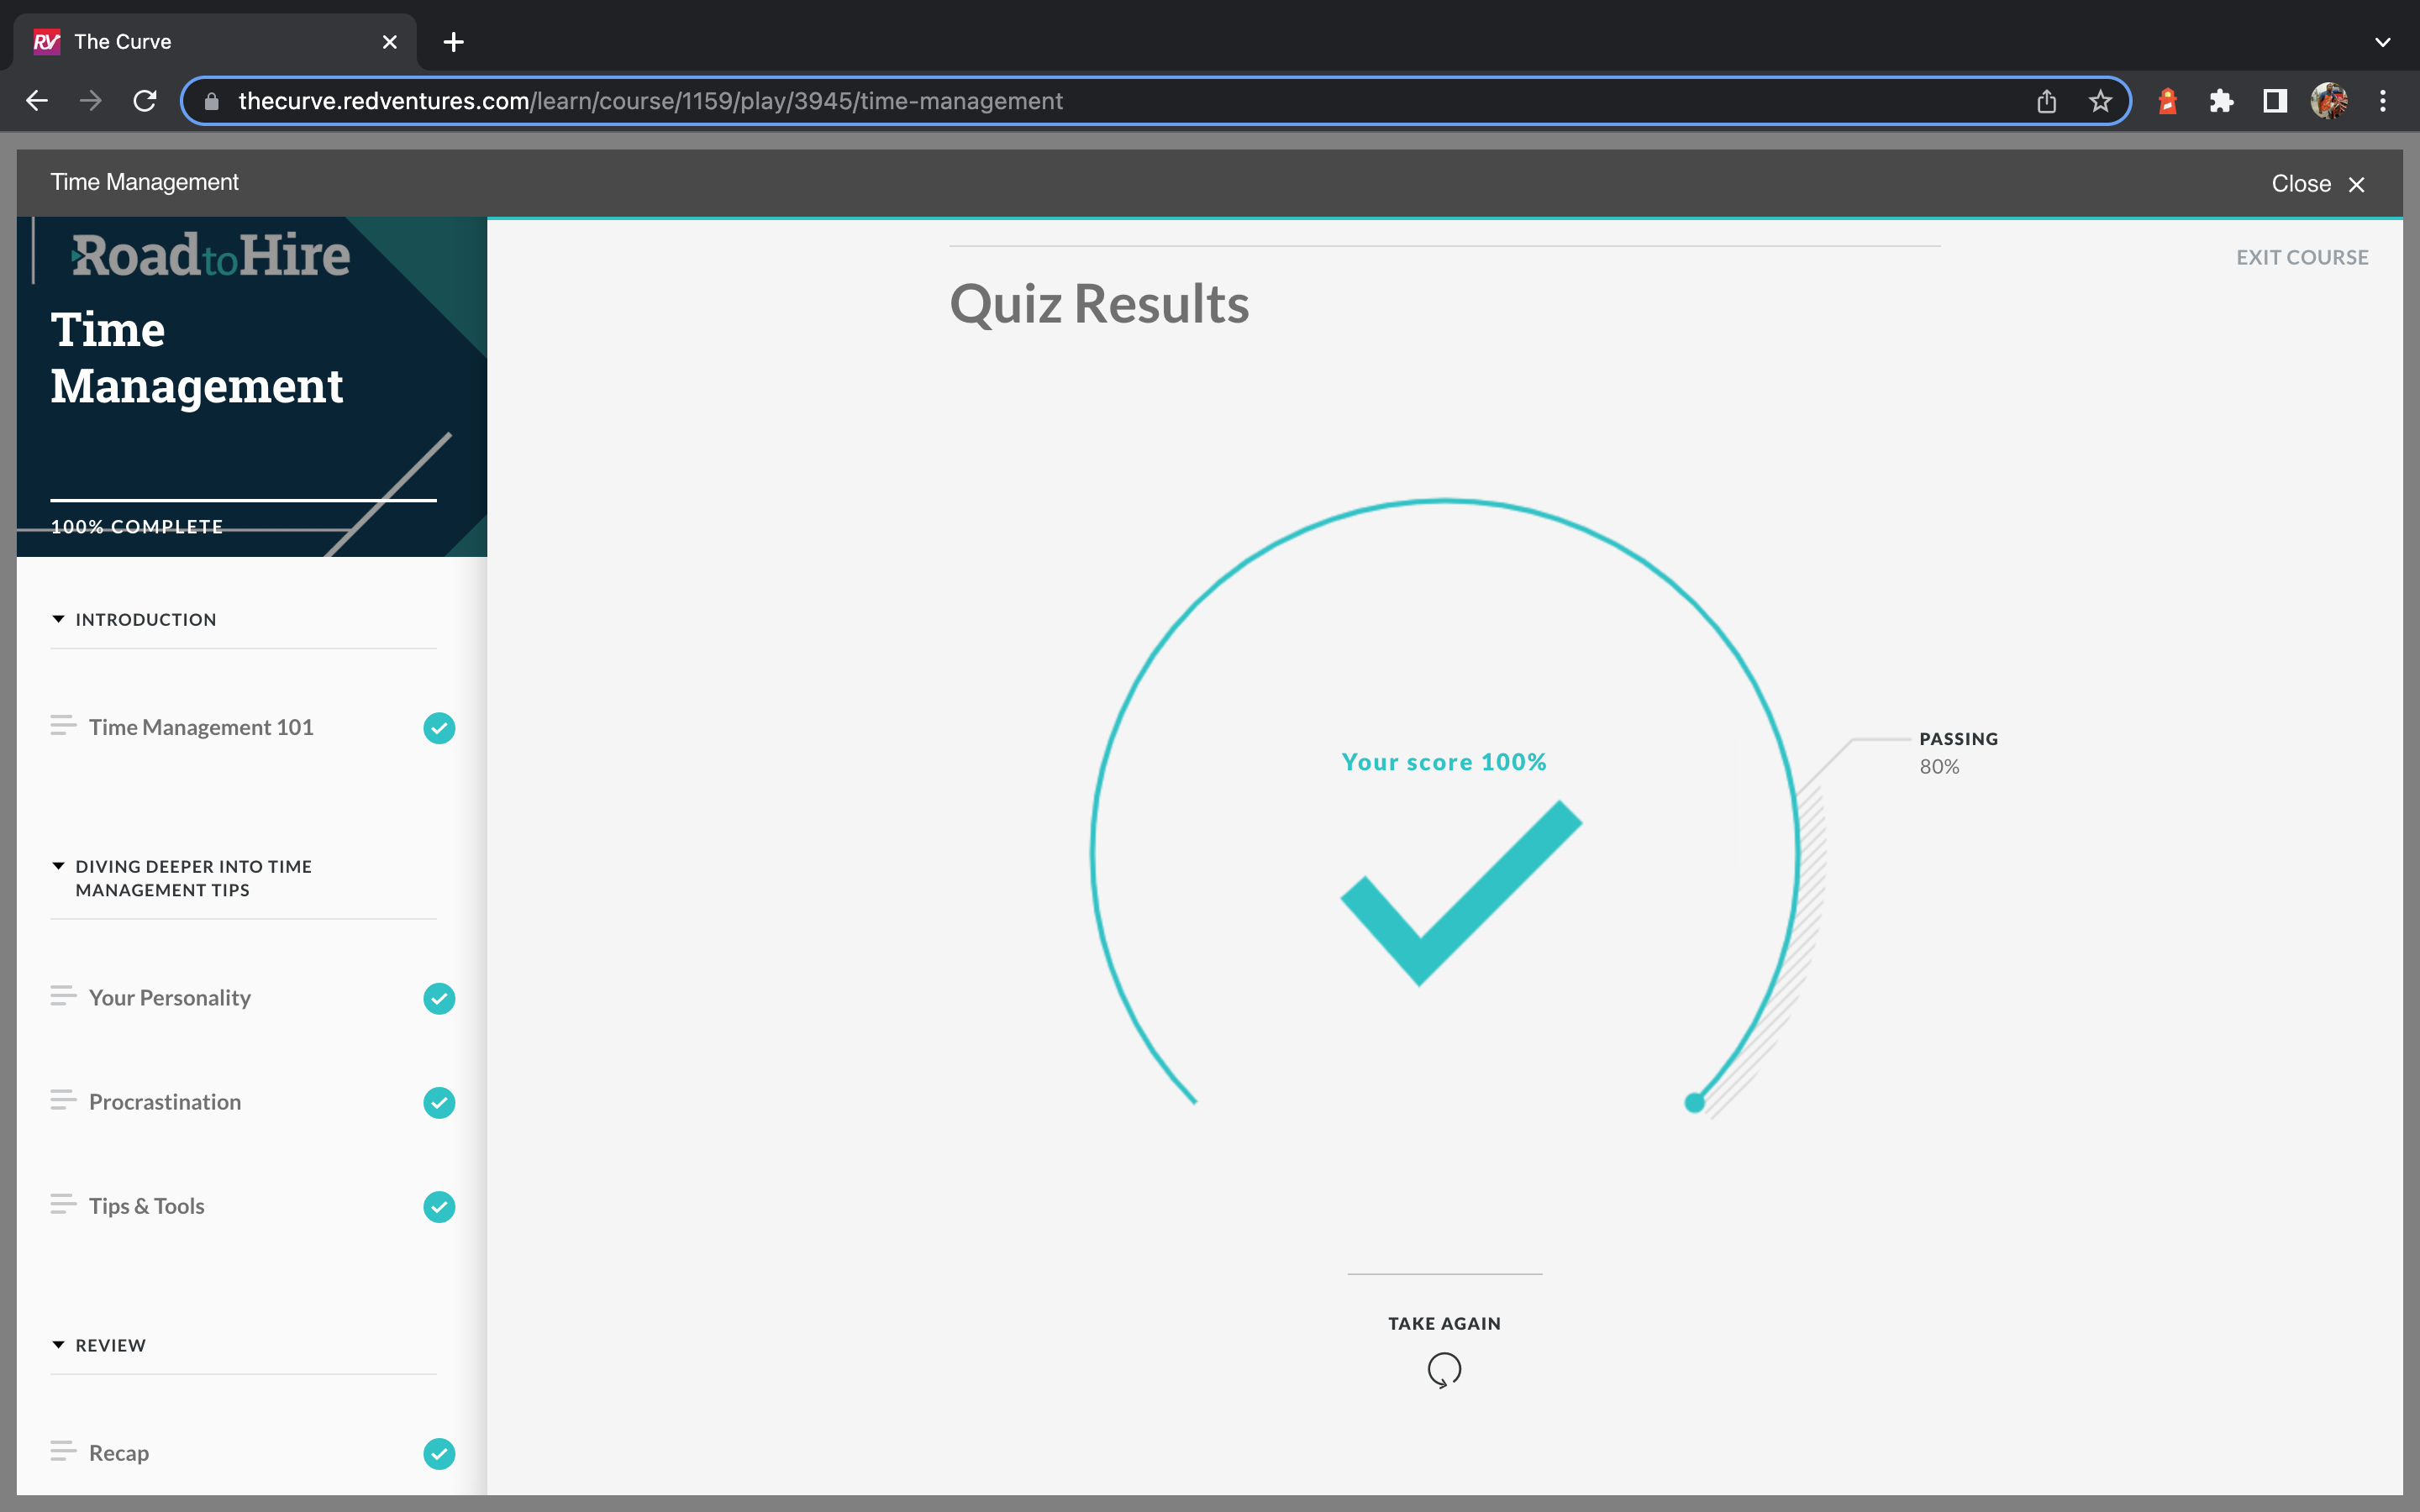 RV The Curve
thecurve.redventures.com/learn/course/1159/play/3945/time-management
Time Management
Close
RoadtoHire
Time
Management
100% COMPLETE
INTRODUCTION
Time Management 101
DIVING DEEPER INTO TIME
MANAGEMENT TIPS
Your Personality
Procrastination
Tips & Tools
REVIEW
Recap
EXIT COURSE
Quiz Results
Your score 100%
PASSING
80%
TAKE AGAIN